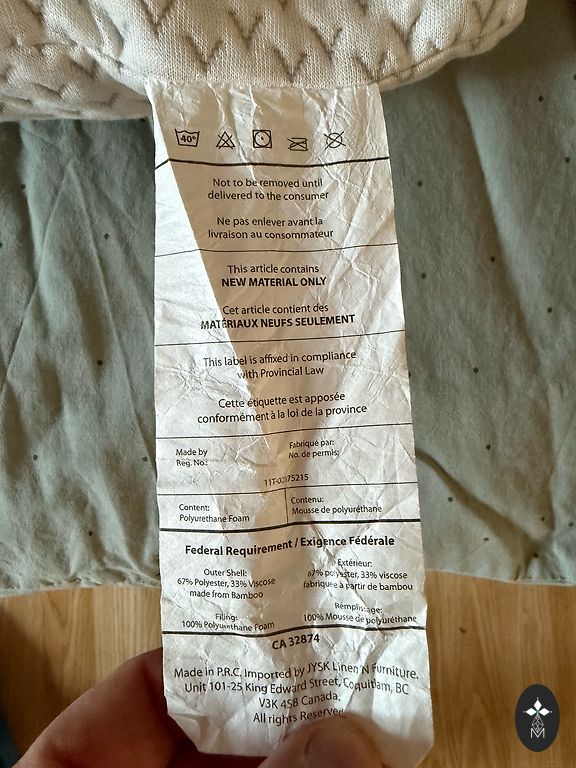 40°
Not to be removed until
delivered to the consumer
Ne pas enlever avant la
livraison au consommateur
This article contains
NEW MATERIAL ONLY
Cet article contient des
MATÉRIAUX NEUFS SEULEMENT
This label is affixed in compliance
with Provincial Law
Cette étiquette est apposée
conformément à la loi de la province
Made by
Reg. No.:
Fabriqué par:
No. de permis:
Content:
Polyurethane Foam
Contenu:
Mousse de polyuréthane
Federal Requirement / Exigence Fédérale
Outer Shell:
67% Polyester, 33% Viscose
made from Bamboo
Extérieur:
67% polyester, 33% viscose
fabriquée à partir de bambou
Filing:
100% Polyurethane Foam
Remplissage:
100% Mousse de polyuréthane
CA 32874
Made in P.R.C, Imported by JYSK Linen N Furniture.
Unit 101-25 King Edward Street, Coquitlam, BC
V3K 4S8 Canada.
All rights Reserved
M